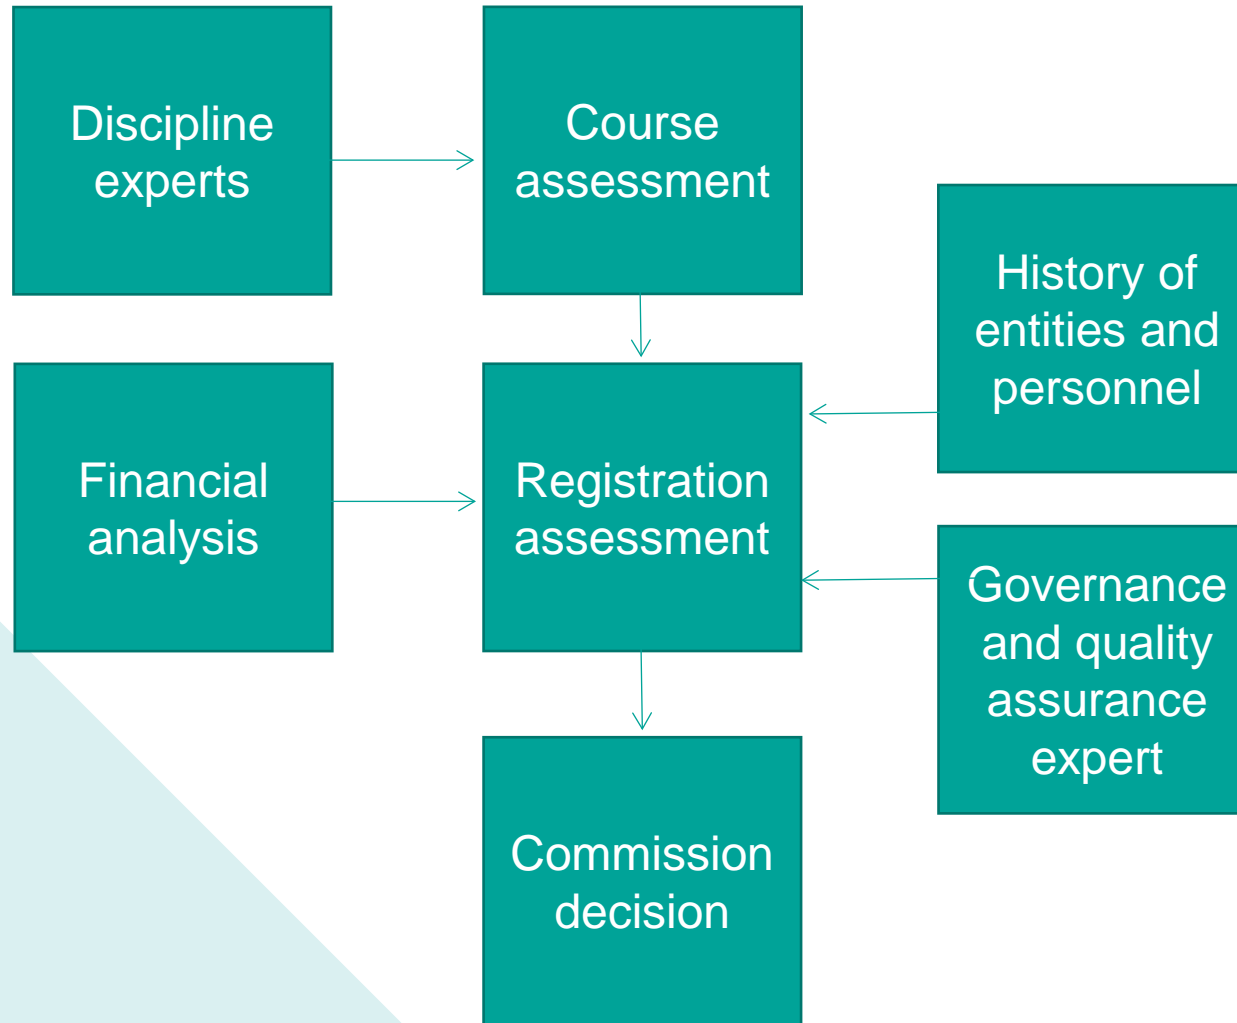 Discipline
experts
Course
assessment
History of
entities and
personnel
Financial
analysis
Registration
assessment
Governance
and quality
assurance
expert
Commission
decision